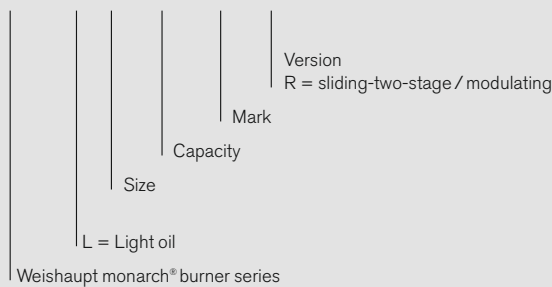 Version
R = sliding-two-stage / modulating
Mark
Capacity
Size
L = Light oil
Weishaupt monarch® burner series